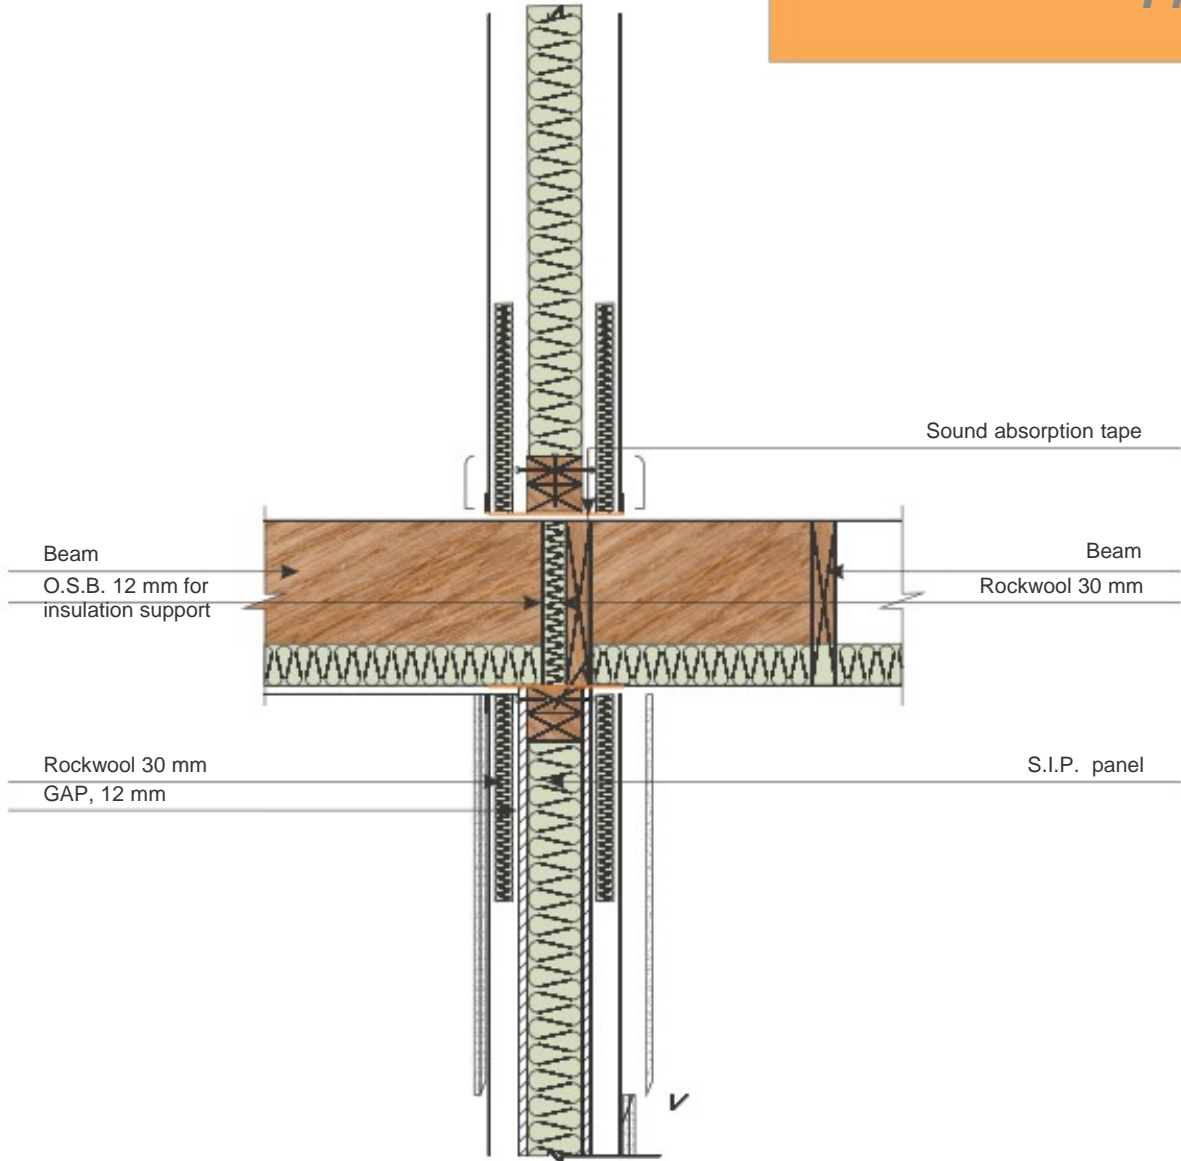 Sound absorption tape
Beam
O.S.B. 12 mm for
insulation support
Beam
Rockwool 30 mm
Rockwool 30 mm
GAP, 12 mm
S.I.P. panel